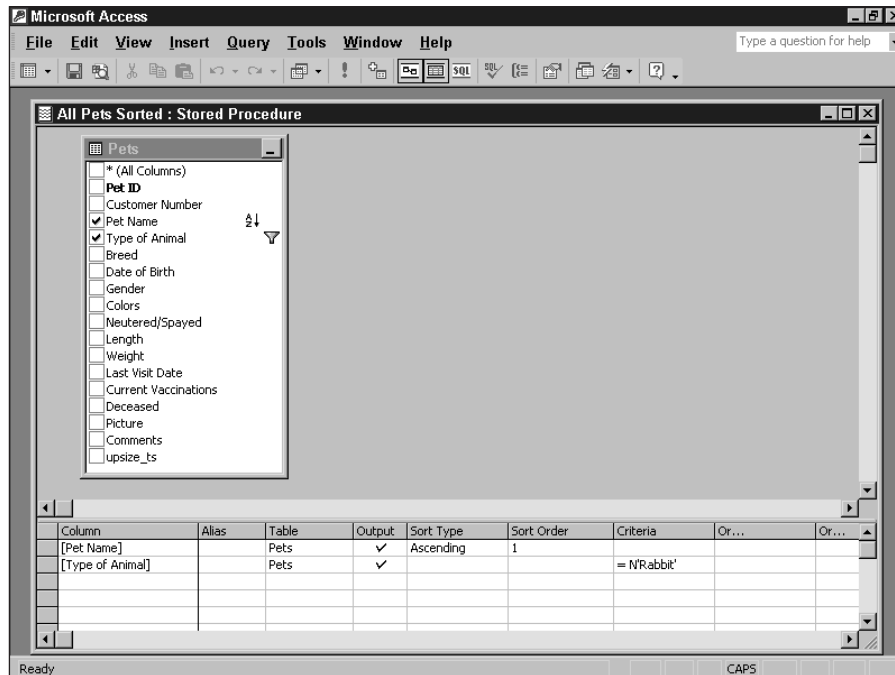 Microsoft Access
File Edit View Insert Query Tools Window Help
Type a question for help
SQL
All Pets Sorted : Stored Procedure
Pets
* (All Columns)
Pet ID
Customer Number
Pet Name
Type of Animal
Breed
Date of Birth
Gender
Colors
Neutered/Spayed
Length
Weight
Last Visit Date
Current Vaccinations
Deceased
Picture
Comments
upsize_ts
Column Alias Table Output Sort Type Sort Order Criteria Or... Or...
[Pet Name] Pets Ascending 1
[Type of Animal] Pets = N'Rabbit'
Ready CAPS